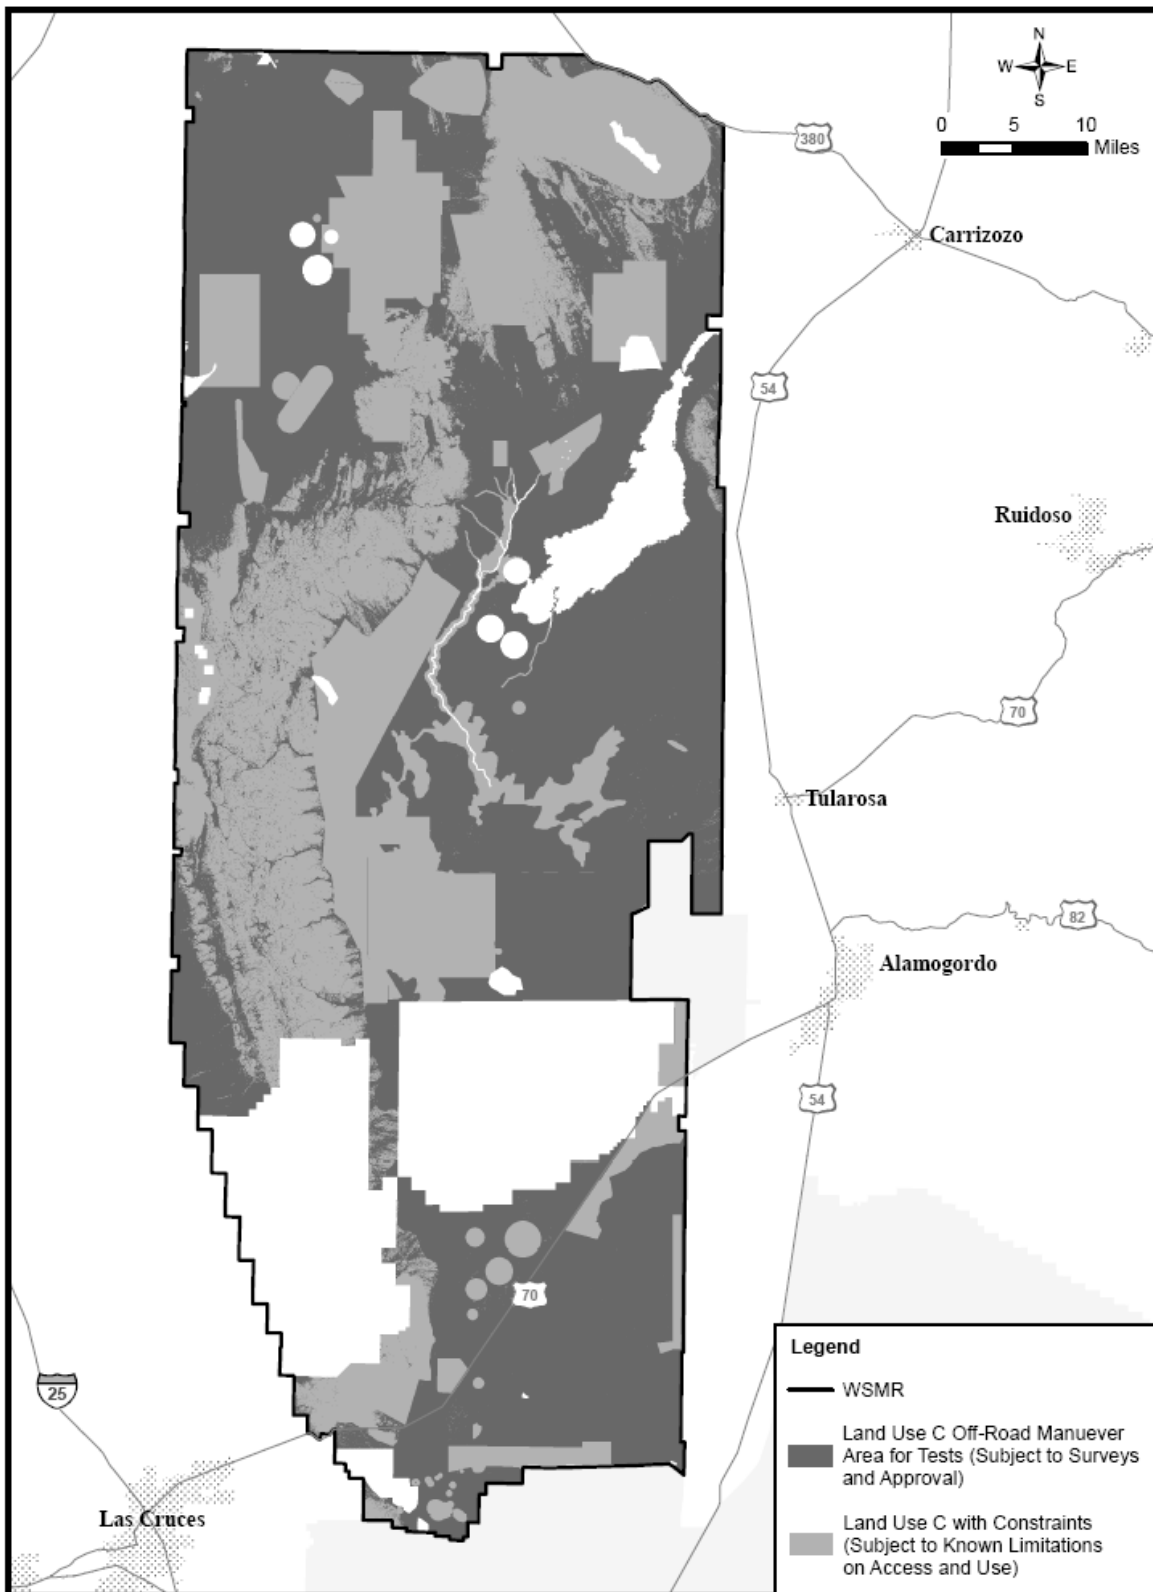 N
W E
S
0 5 10
Miles
380
Carrizozo
54
Ruidoso
70
Tularosa
82
Alamogordo
54
70
25
Las Cruces
Legend
WSMR
Land Use C Off-Road Manuever
Area for Tests (Subject to Surveys
and Approval)
Land Use C with Constraints
(Subject to Known Limitations
on Access and Use)